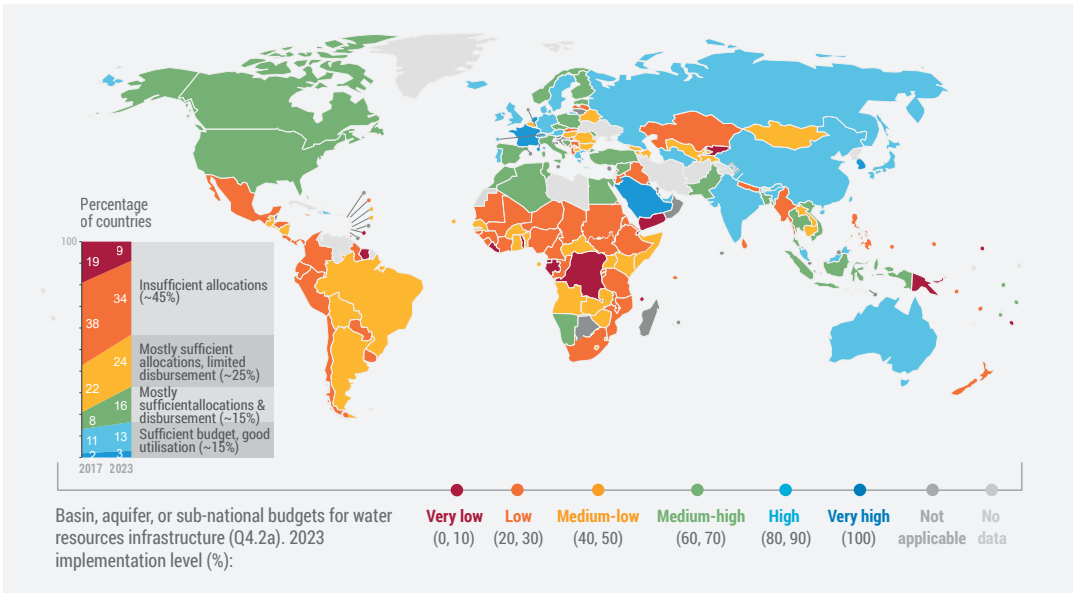 Percentage
of countries
100
9
19
34
38
24
22
16
8
11
13
2
3
2017
2023
Insufficient allocations
(~45%)
Mostly sufficient
allocations, limited
disbursement (~25%)
Mostly
sufficientallocations &
disbursement (~15%)
Sufficient budget, good
utilisation (~15%)
Basin, aquifer, or sub-national budgets for water
resources infrastructure (Q4.2a). 2023
implementation level (%):
Very low
(0, 10)
Low
(20, 30)
Medium-low
(40, 50)
Medium-high
(60, 70)
High
(80, 90)
Very high
(100)
Not
applicable
No
data